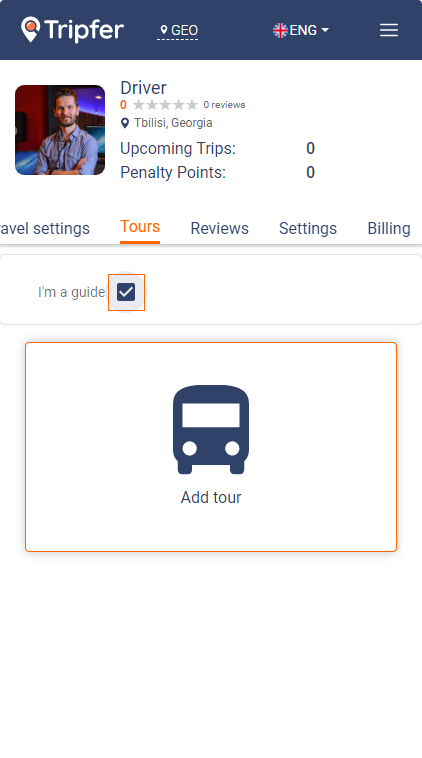 Tripfer GEO ENG
Driver
0 0 reviews
Tbilisi, Georgia
Upcoming Trips: 0
Penalty Points: 0
avel settings Tours Reviews Settings Billing
I'm a guide
Add tour